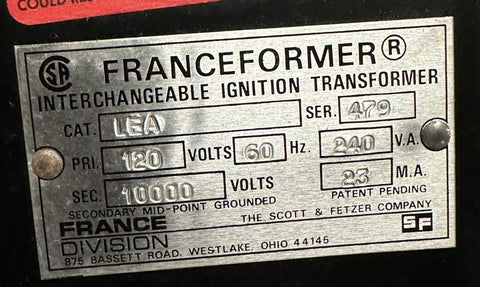 COULD RES
CSA FRANCEFORMER®
INTERCHANGEABLE IGNITION TRANSFORMER
CAT. LEA SER. 479
PRI. 120 VOLTS 60 Hz. 240 V.A.
SEC. 10000 VOLTS 23 M.A.
SECONDARY MID-POINT GROUNDED PATENT PENDING
FRANCE THE SCOTT & FETZER COMPANY
DIVISION SF
875 BASSETT ROAD, WESTLAKE, OHIO 44145